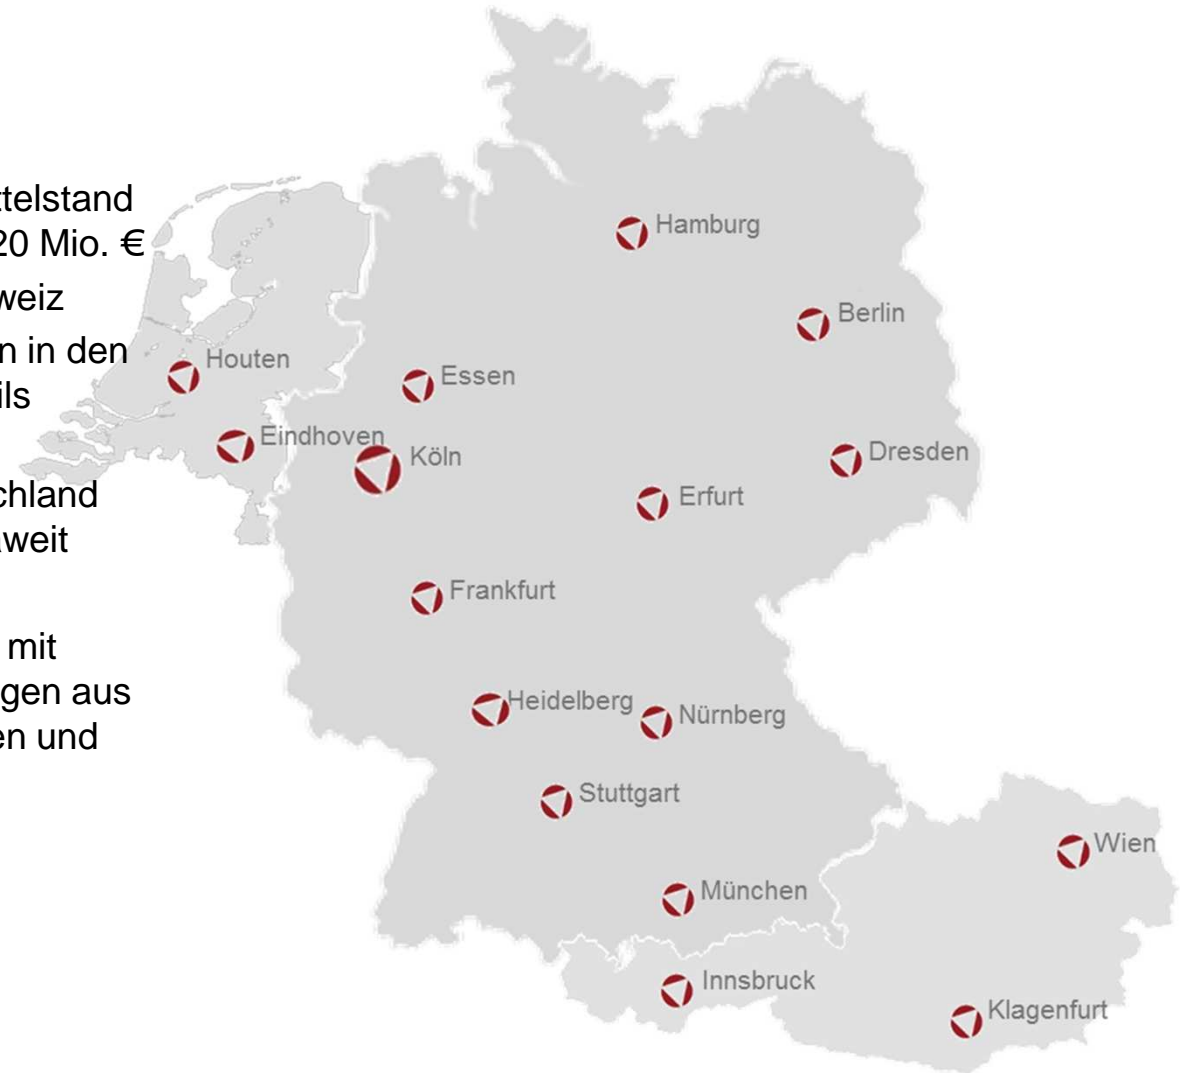 ttelstand
20 Mio. €
weiz
n in den
ils
chland
weit
mit
gen aus
en und
Hamburg
Berlin
Houten
Essen
Eindhoven
Köln
Dresden
Erfurt
Frankfurt
Heidelberg
Nürnberg
Stuttgart
Wien
München
Innsbruck
Klagenfurt